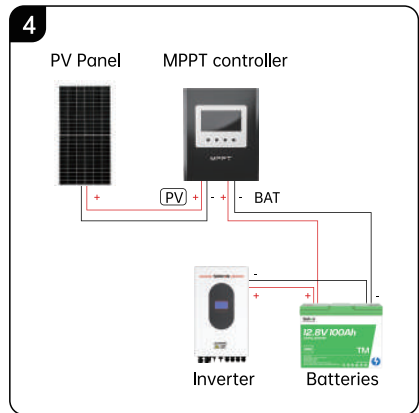 4
PV Panel
MPPT controller
MPPT
+ PV + - + - BAT
-
+ + -
12.8V 100Ah
TM
Inverter
Batteries